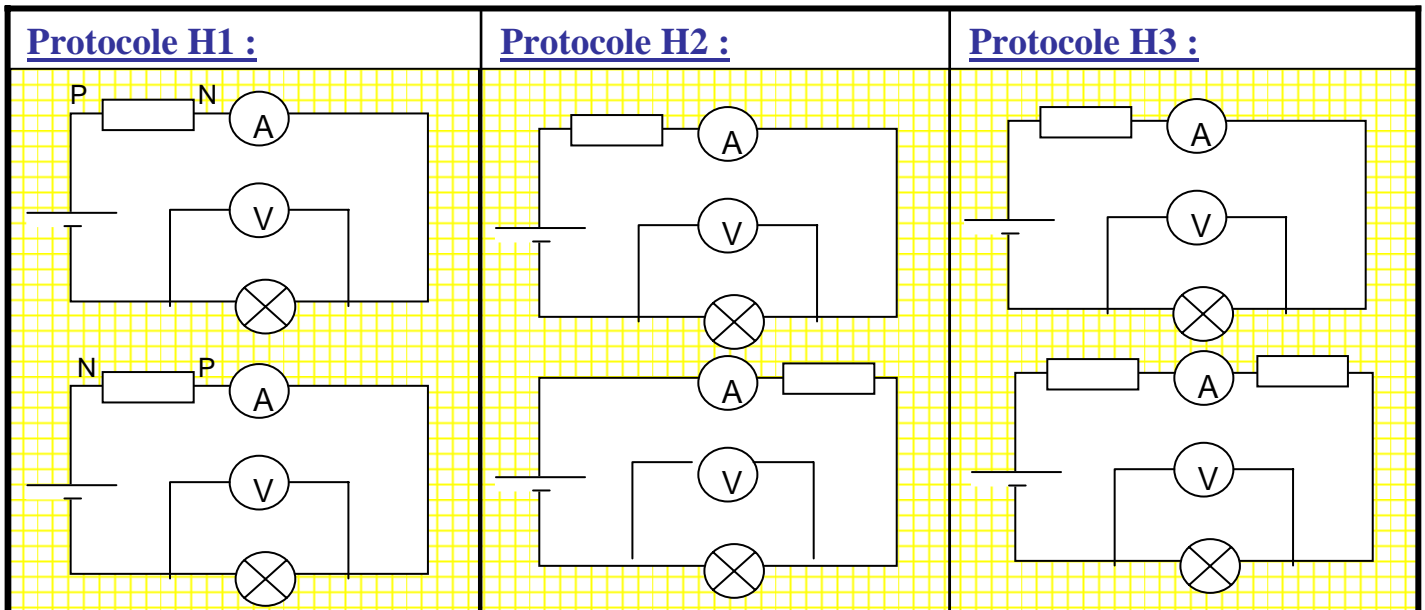 Protocole H1 :
P N
A
V
N P
A
V
Protocole H2 :
A
V
A
V
Protocole H3 :
A
V
A
V